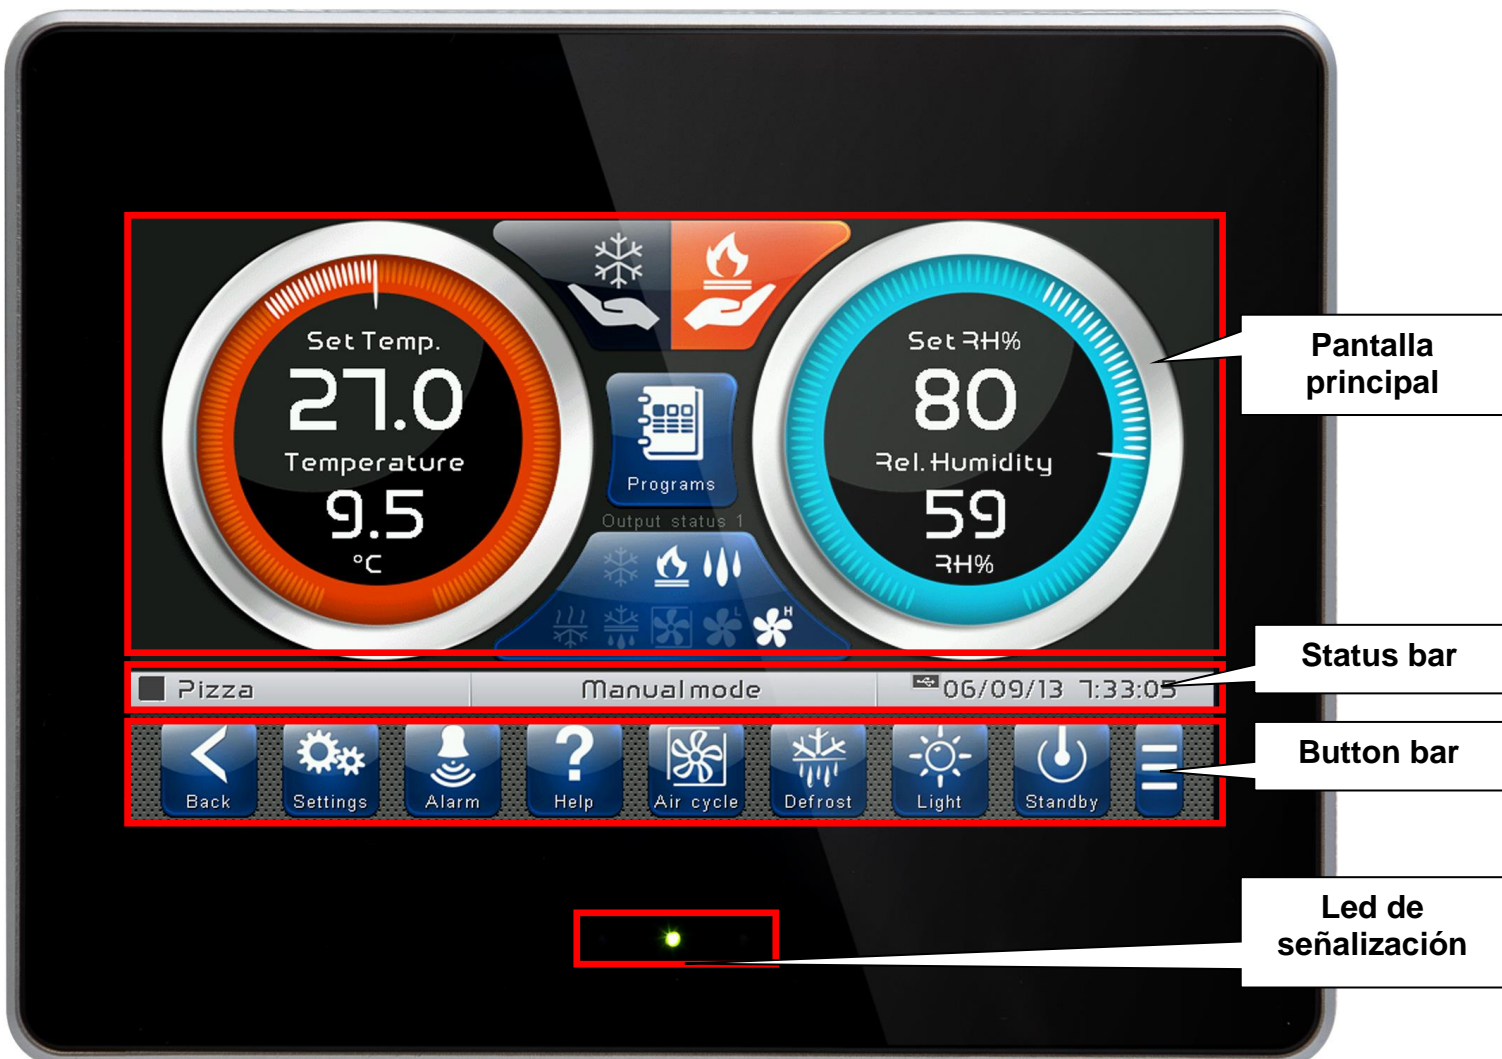 Set Temp.
27.0
Temperature
9.5
°C
Programs
Output status 1
L
H
Set RH%
80
Rel. Humidity
59
RH%
Pantalla
principal
Pizza
Manual mode
06/09/13 7:33:05
Status bar
Back
Settings
Alarm
Help
Air cycle
Defrost
Light
Standby
Button bar
Led de
señalización